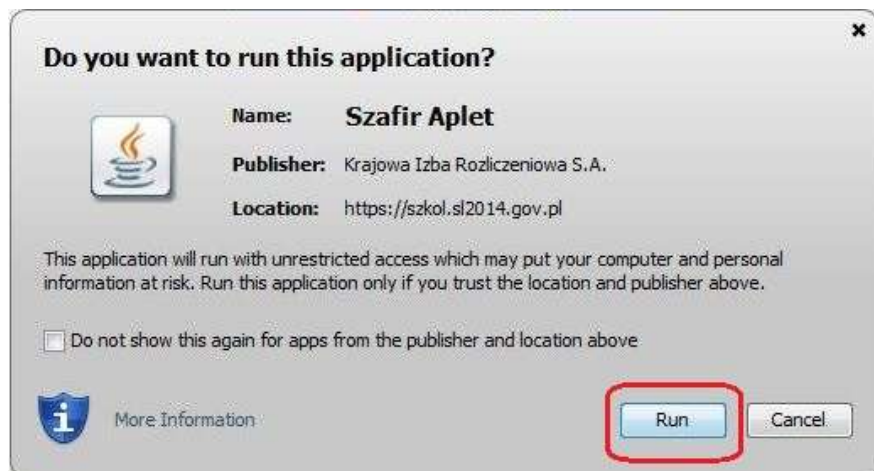 Do you want to run this application?
Name: Szafir Aplet
Publisher: Krajowa Izba Rozliczeniowa S.A.
Location: https://szkol.sl2014.gov.pl
This application will run with unrestricted access which may put your computer and personal
information at risk. Run this application only if you trust the location and publisher above.
Do not show this again for apps from the publisher and location above
More Information
Run
Cancel